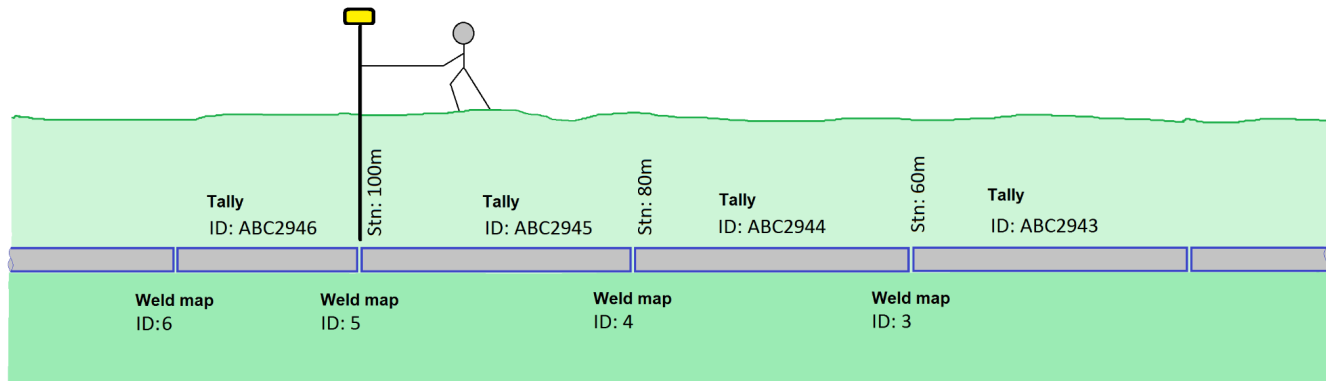 Stn: 100m
Stn: 80m
Stn: 60m
Tally
ID: ABC2946
Tally
ID: ABC2945
Tally
ID: ABC2944
Tally
ID: ABC2943
Weld map
ID:6
Weld map
ID: 5
Weld map
ID: 4
Weld map
ID: 3